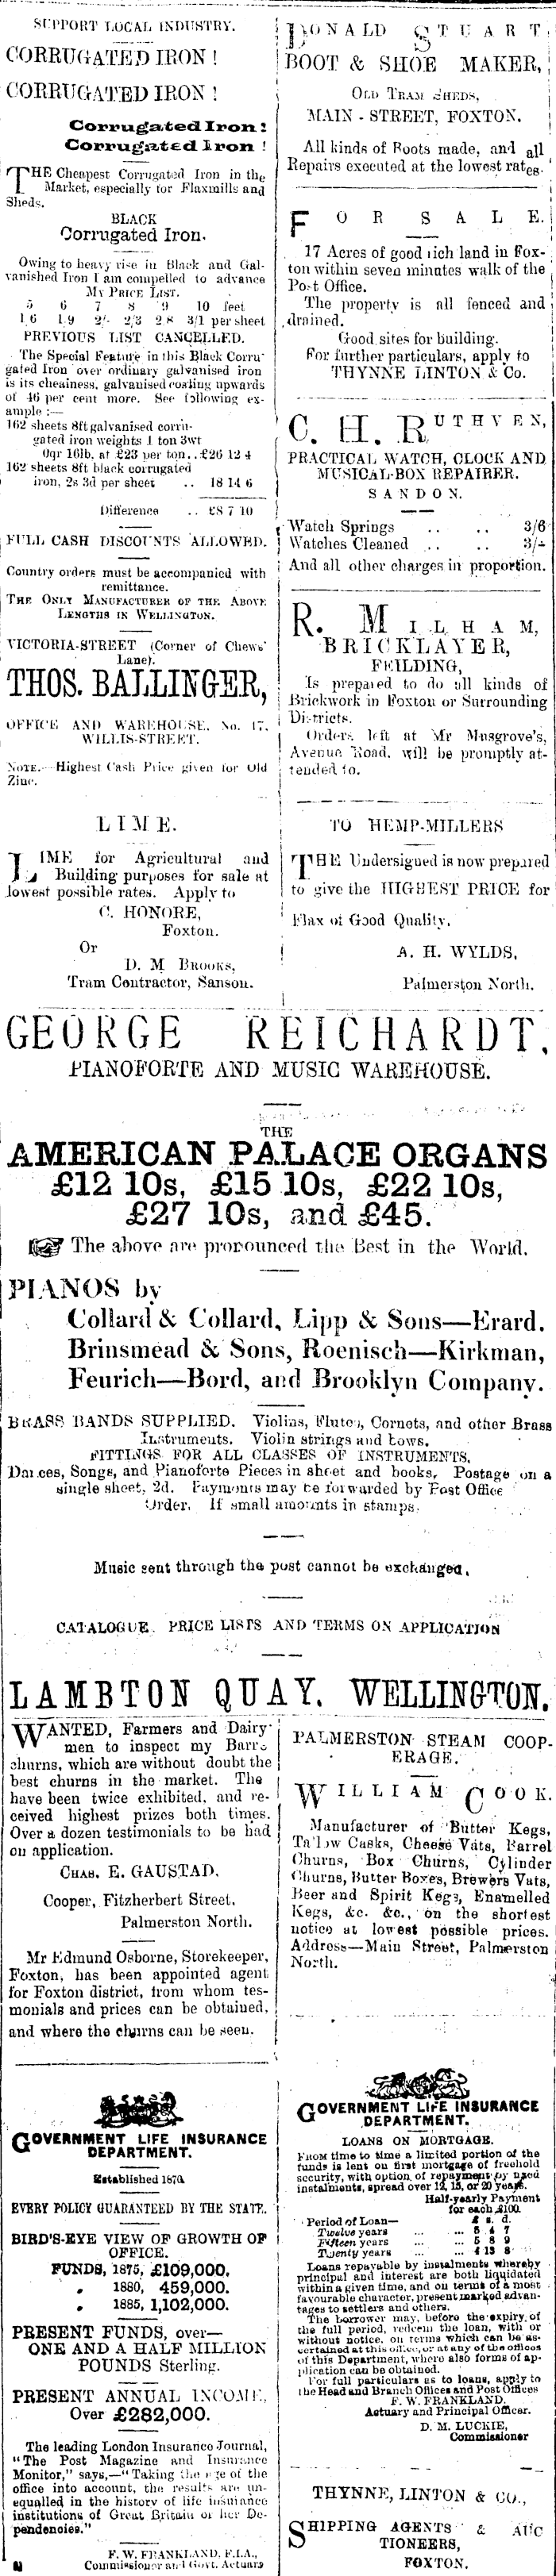 SUPPORT LOCAL INDUSTRY.
CORRUGATED IRON !
CORRUGATED IRON !
Corrugated Iron !
Corrugated Iron !
THE Cheapest Corrugated Iron in the
Market, especially for Flaxmills and
Sheds.
BLACK
Corrugated Iron.
Owing to heavy rise in Black and Gal-
vanished Iron I am compelled to advance
MY PRICE LIST.
5 6 7 8 9 10 feet
1/6 1/9 2/- 2/3 2/8 3/1 per sheet
PREVIOUS LIST CANCELLED.
The Special Feature in this Black Corru-
gated Iron over ordinary galvanised iron
is its cheainess, galvanised costing upwards
of 46 per cent more. See following ex-
ample :—
162 sheets 8ft galvanised corru-
gated iron weights 1 ton 3wt
0qr 16lb. at £23 per ton.. £26 12 4
162 sheets 8ft black corrugated
iron, 2s 3d per sheet .. 18 14 6
Difference .. £8 7 10
FULL CASH DISCOUNTS ALLOWED.
Country orders must be accompanied with
remittance.
THE ONLY MANUFACTURER OF THE ABOVE
LENGTHS IN WELLINGTON.
VICTORIA-STREET (Corner of Chews'
Lane).
THOS. BALLINGER,
OFFICE AND WAREHOUSE, No. 17,
WILLIS-STREET.
NOTE.—Highest Cash Price given for Old
Zinc.
LIME.
LIME for Agricultural and
Building purposes for sale at
lowest possible rates. Apply to
C. HONORE,
Foxton.
Or
D. M BROOKS,
Tram Contractor, Sanson.
DONALD STUART,
BOOT & SHOE MAKER,
OLD TRAM SHEDS,
MAIN - STREET, FOXTON.
All kinds of Boots made, and all
Repairs executed at the lowest rates.
FOR SALE.
17 Acres of good rich land in Fox-
ton within seven minutes walk of the
Post Office.
The property is all fenced and
drained.
Good sites for building.
For further particulars, apply to
THYNNE LINTON & Co.
C. H. RUTHVEN,
PRACTICAL WATCH, CLOCK AND
MUSICAL-BOX REPAIRER.
SANDON.
Watch Springs .. .. 3/6
Watches Cleaned .. .. 3/-
And all other charges in proportion.
R. MILHAM,
BRICKLAYER,
FEILDING,
Is prepared to do all kinds of
Brickwork in Foxton or Surrounding
Districts.
Orders left at Mr Musgrove's,
Avenue Road, will be promptly at-
tended to.
TO HEMP-MILLERS
THE Undersigned is now prepared
to give the HIGHEST PRICE for
Flax of Good Quality.
A. H. WYLDS,
Palmerston North.
GEORGE REICHARDT,
PIANOFORTE AND MUSIC WAREHOUSE.
THE
AMERICAN PALACE ORGANS
£12 10s, £15 10s, £22 10s,
£27 10s, and £45.
The above are pronounced the Best in the World.
PIANOS by
Collard & Collard, Lipp & Sons—Erard.
Brinsmead & Sons, Roenisch—Kirkman,
Feurich—Bord, and Brooklyn Company.
BRASS BANDS SUPPLIED. Violins, Flutes, Cornets, and other Brass
Instruments. Violin strings and bows.
FITTINGS FOR ALL CLASSES OF INSTRUMENTS.
Dances, Songs, and Pianoforte Pieces in sheet and books, Postage on a
single sheet, 2d. Payments may be forwarded by Post Office
Order, If small amounts in stamps.
Music sent through the post cannot be exchanged.
CATALOGUE. PRICE LISTS AND TERMS ON APPLICATION
LAMBTON QUAY, WELLINGTON.
WANTED, Farmers and Dairy-
men to inspect my Barrel
churns, which are without doubt the
best churns in the market. The
have been twice exhibited, and re-
ceived highest prizes both times.
Over a dozen testimonials to be had
on application.
CHAS. E. GAUSTAD,
Cooper, Fitzherbert Street,
Palmerston North.
Mr Edmund Osborne, Storekeeper,
Foxton, has been appointed agent
for Foxton district, from whom tes-
monials and prices can be obtained,
and where the churns can be seen.
GOVERNMENT LIFE INSURANCE
DEPARTMENT.
Established 1870.
EVERY POLICY GUARANTEED BY THE STATE.
BIRD'S-EYE VIEW OF GROWTH OF
OFFICE.
FUNDS, 1875, £109,000.
" 1880, 459,000.
" 1885, 1,102,000.
PRESENT FUNDS, over—
ONE AND A HALF MILLION
POUNDS Sterling.
PRESENT ANNUAL INCOME,
Over £282,000.
The leading London Insurance Journal,
"The Post Magazine and Insurance
Monitor," says,—"Taking the age of the
office into account, the results are un-
equalled in the history of life insurance
institutions of Great Britain or her De-
pendencies."
F. W. FRANKLAND, F.I.A.,
Commissioner and Govt. Actuary
PALMERSTON STEAM COOP-
ERAGE.
WILLIAM COOK.
Manufacturer of Butter Kegs,
Tallow Casks, Cheese Vats, Barrel
Churns, Box Churns, Cylinder
Churns, Butter Boxes, Brewers Vats,
Beer and Spirit Kegs, Enamelled
Kegs, &c. &c., on the shortest
notice at lowest possible prices.
Address—Main Street, Palmerston
North.
GOVERNMENT LIFE INSURANCE
DEPARTMENT.
LOANS ON MORTGAGE.
FROM time to time a limited portion of the
funds is lent on first mortgage of freehold
security, with option of repayment by fixed
instalments, spread over 12, 15, or 20 years.
Half-yearly Payment
for each £100.
Period of Loan— £ s. d.
Twelve years ... ... 6 4 7
Fifteen years ... ... 5 8 9
Twenty years ... ... 4 13 8
Loans repayable by instalments whereby
principal and interest are both liquidated
within a given time, and on terms of a most
favourable character, present marked advan-
tages to settlers and others.
The borrower may, before the expiry of
the full period, redeem the loan, with or
without notice, on terms which can be as-
certained at this office, or at any of the offices
of this Department, where also forms of ap-
plication can be obtained.
For full particulars as to loans, apply to
the Head and Branch Offices and Post Offices
F. W. FRANKLAND,
Actuary and Principal Officer.
D. M. LUCKIE,
Commissioner
THYNNE, LINTON & CO.,
SHIPPING AGENTS & AUC
TIONEERS,
FOXTON.